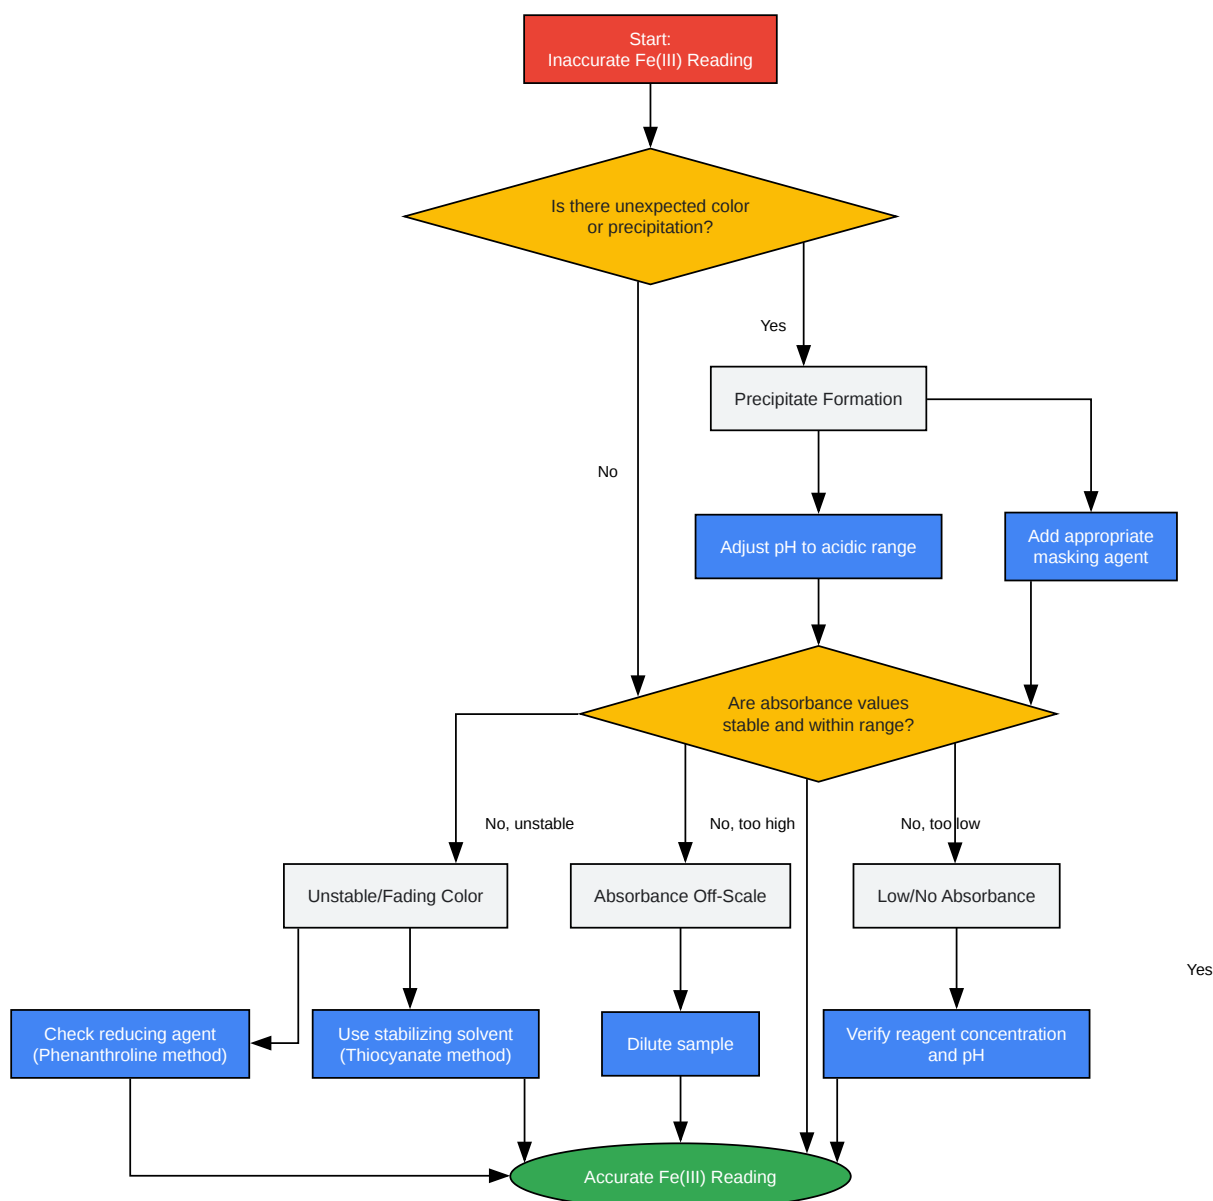 Start:
Inaccurate Fe(III) Reading
Is there unexpected color
or precipitation?
Yes
Precipitate Formation
No
Adjust pH to acidic range
Add appropriate
masking agent
Are absorbance values
stable and within range?
No, unstable
No, too high
No, too low
Unstable/Fading Color
Absorbance Off-Scale
Low/No Absorbance
Yes
Check reducing agent
(Phenanthroline method)
Use stabilizing solvent
(Thiocyanate method)
Dilute sample
Verify reagent concentration
and pH
Accurate Fe(III) Reading